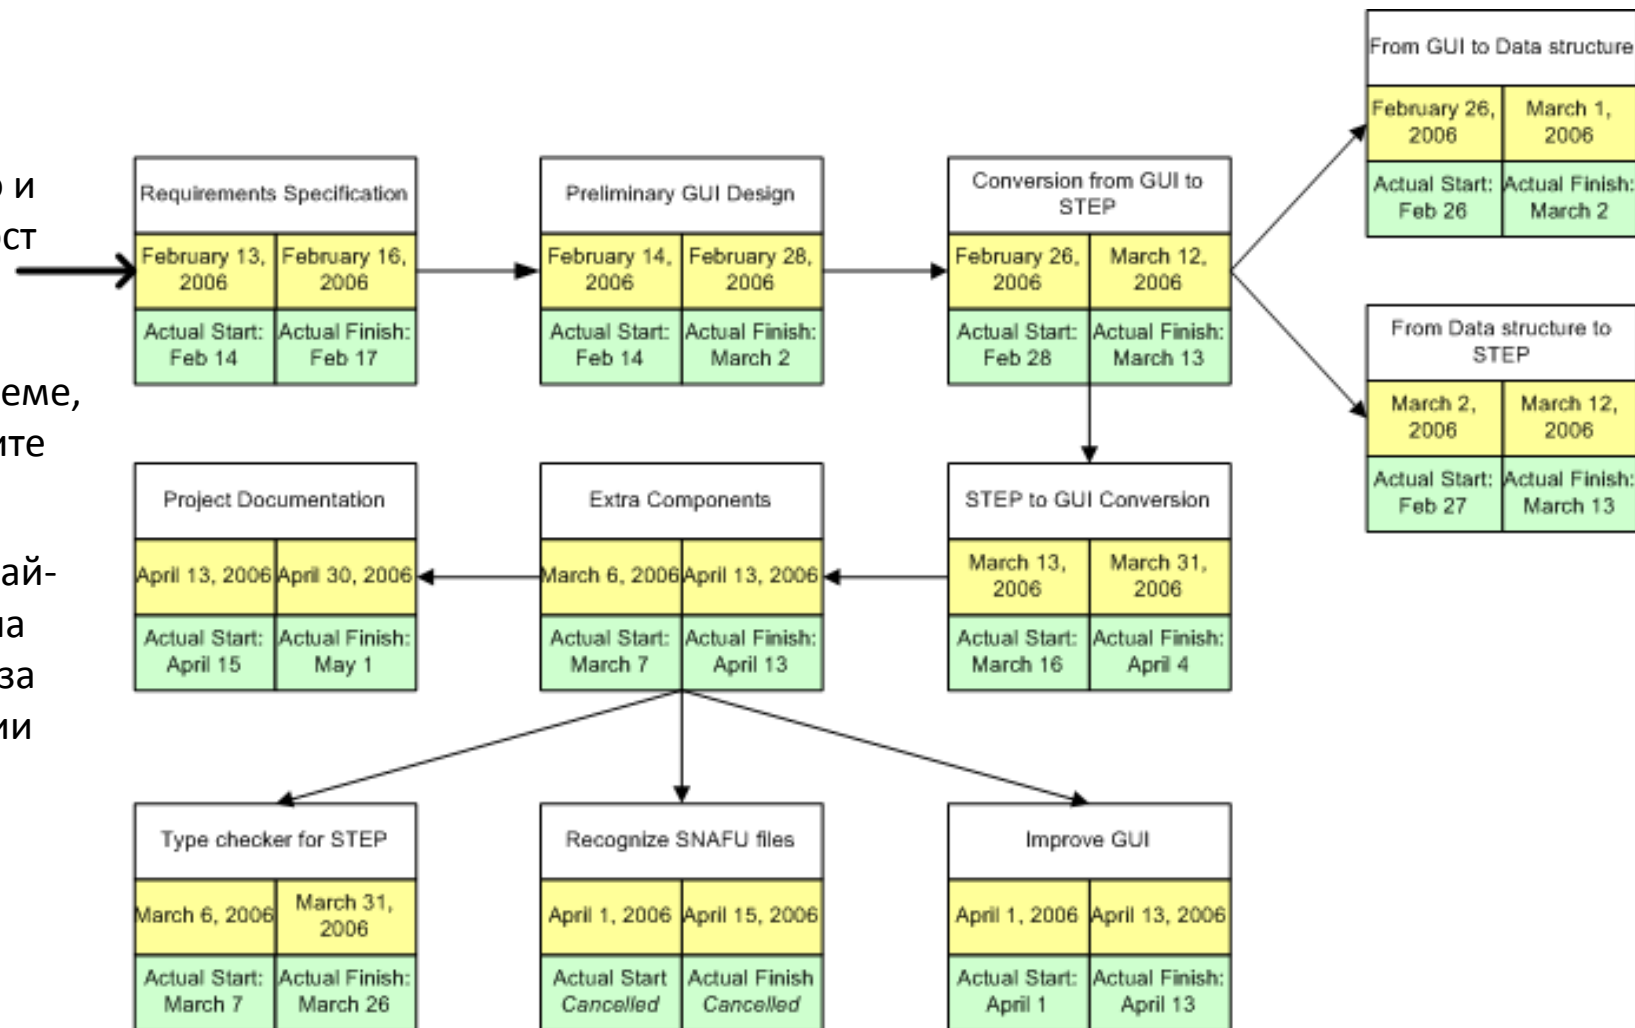 о и
ост
еме,
ите
ай-
на
за
ии
From GUI to Data structure
February 26,
2006
March 1,
2006
Actual Start:
Feb 26
Actual Finish:
March 2
Requirements Specification
February 13,
2006
February 16,
2006
Actual Start:
Feb 14
Actual Finish:
Feb 17
Preliminary GUI Design
February 14,
2006
February 28,
2006
Actual Start:
Feb 14
Actual Finish:
March 2
Conversion from GUI to
STEP
February 26,
2006
March 12,
2006
Actual Start:
Feb 28
Actual Finish:
March 13
From Data structure to
STEP
March 2,
2006
March 12,
2006
Actual Start:
Feb 27
Actual Finish:
March 13
Project Documentation
April 13, 2006
April 30, 2006
Actual Start:
April 15
Actual Finish:
May 1
Extra Components
March 6, 2006
April 13, 2006
Actual Start:
March 7
Actual Finish:
April 13
STEP to GUI Conversion
March 13,
2006
March 31,
2006
Actual Start:
March 16
Actual Finish:
April 4
Type checker for STEP
March 6, 2006
March 31,
2006
Actual Start:
March 7
Actual Finish:
March 26
Recognize SNAFU files
April 1, 2006
April 15, 2006
Actual Start
Cancelled
Actual Finish
Cancelled
Improve GUI
April 1, 2006
April 13, 2006
Actual Start:
April 1
Actual Finish:
April 13